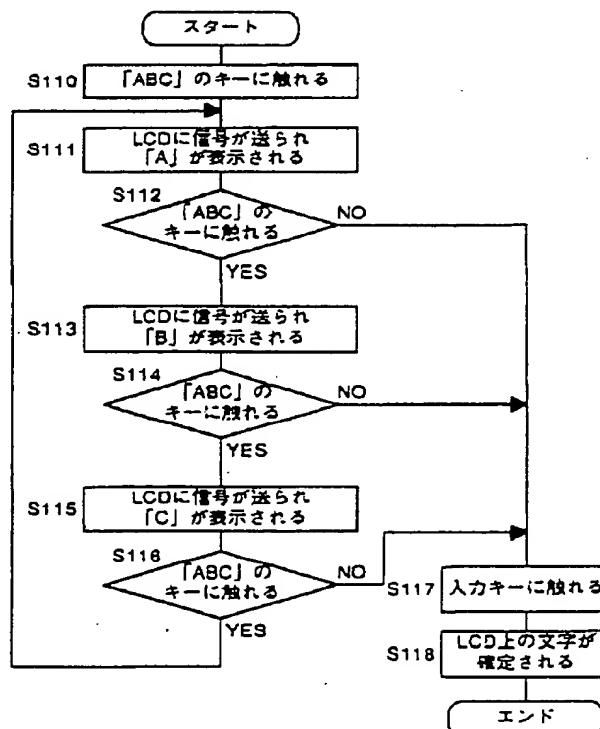 スタート
S110
「ABC」のキーに触れる
S111
LCDに信号が送られ
「A」が表示される
S112
「ABC」の
キーに触れる
NO
YES
S113
LCDに信号が送られ
「B」が表示される
S114
「ABC」の
キーに触れる
NO
YES
S115
LCDに信号が送られ
「C」が表示される
S116
「ABC」の
キーに触れる
NO
YES
S117
入力キーに触れる
S118
LCD上の文字が
確定される
エンド